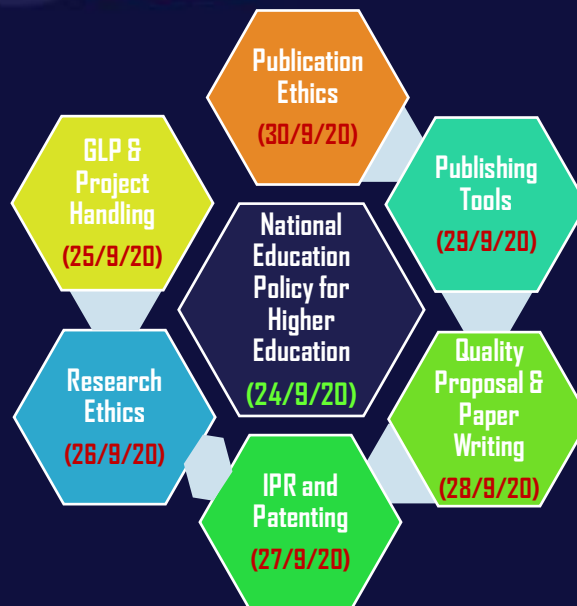 Publication
Ethics
(30/9/20)
GLP &
Project
Handling
(25/9/20)
Publishing
Tools
(29/9/20)
National
Education
Policy for
Higher
Education
(24/9/20)
Research
Ethics
(26/9/20)
Quality
Proposal &
Paper
Writing
(28/9/20)
IPR and
Patenting
(27/9/20)